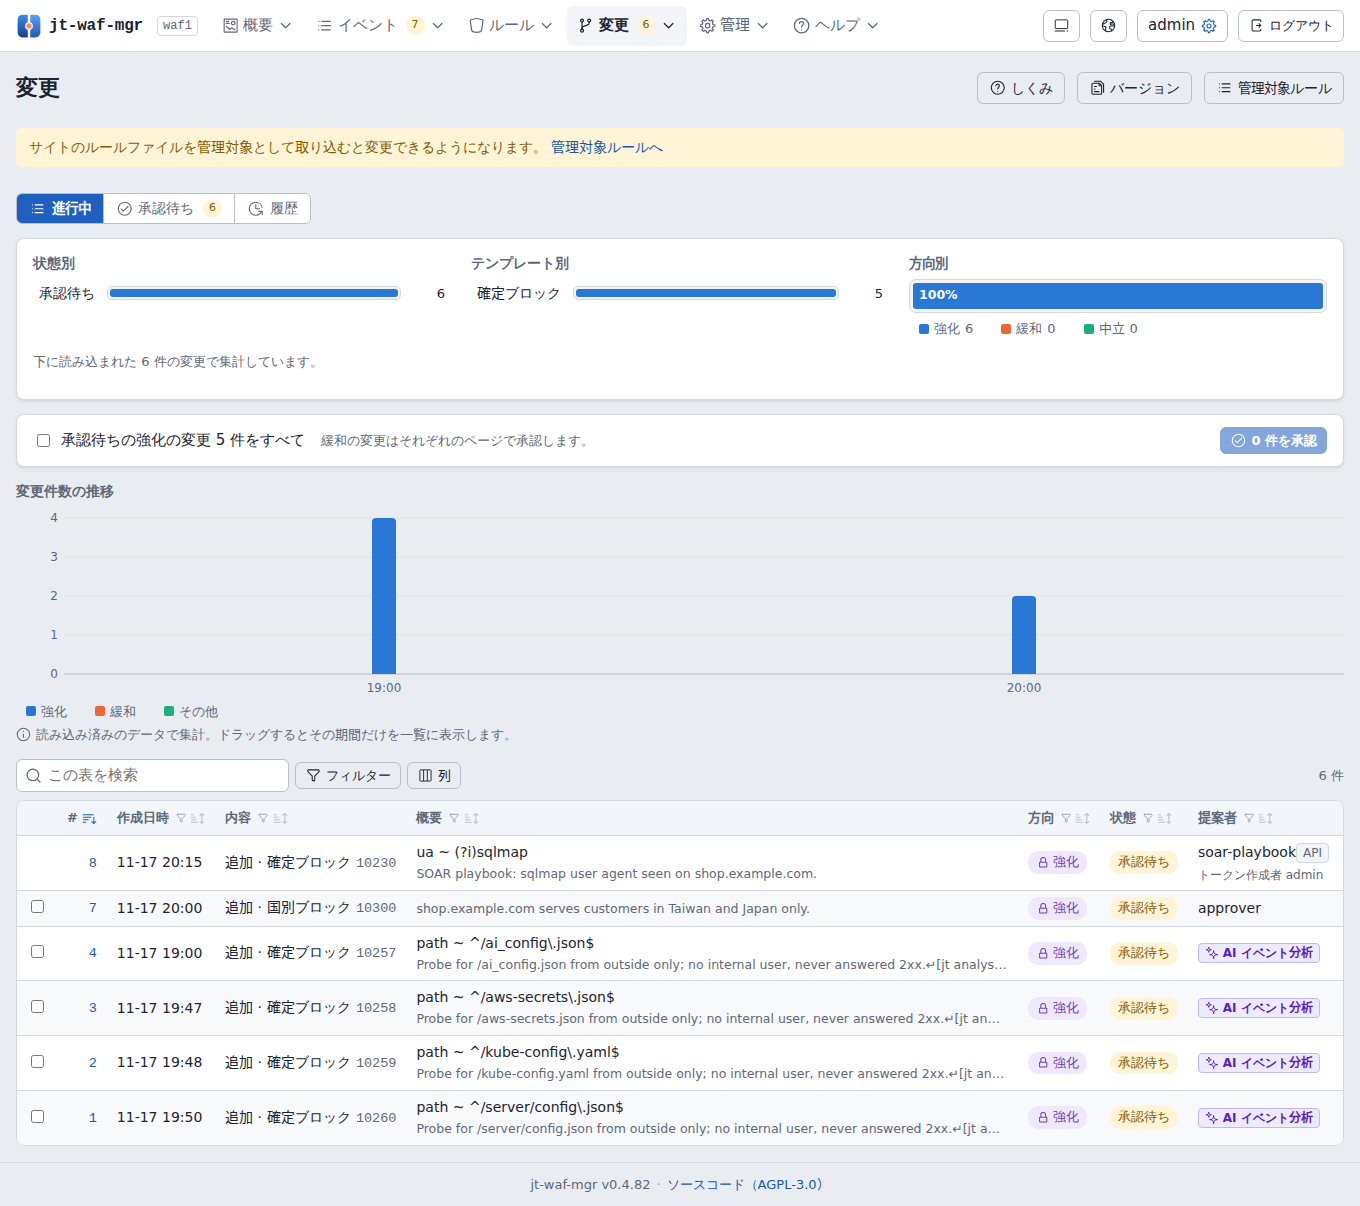 jt-waf-mgr waf1 概要 イベント 7 ルール 変更 6 管理 ヘルプ admin ログアウト
変更 しくみ バージョン 管理対象ルール
サイトのルールファイルを管理対象として取り込むと変更できるようになります。 管理対象ルールへ
進行中 承認待ち 6 履歴
状態別 テンプレート別 方向別
承認待ち 6 確定ブロック 5 100%
強化 6 緩和 0 中立 0
下に読み込まれた 6 件の変更で集計しています。
承認待ちの強化の変更 5 件をすべて 緩和の変更はそれぞれのページで承認します。 0 件を承認
変更件数の推移
4
3
2
1
0
19:00 20:00
強化 緩和 その他
読み込み済みのデータで集計。ドラッグするとその期間だけを一覧に表示します。
この表を検索 フィルター 列 6 件
# 作成日時 内容 概要 方向 状態 提案者
8 11-17 20:15 追加 · 確定ブロック 10230 ua ~ (?i)sqlmap 強化 承認待ち soar-playbook API
SOAR playbook: sqlmap user agent seen on shop.example.com. トークン作成者 admin
7 11-17 20:00 追加 · 国別ブロック 10300 shop.example.com serves customers in Taiwan and Japan only. 強化 承認待ち approver
4 11-17 19:00 追加 · 確定ブロック 10257 path ~ ^/ai_config\.json$ 強化 承認待ち AI イベント分析
Probe for /ai_config.json from outside only; no internal user, never answered 2xx.↵[jt analys…
3 11-17 19:47 追加 · 確定ブロック 10258 path ~ ^/aws-secrets\.json$ 強化 承認待ち AI イベント分析
Probe for /aws-secrets.json from outside only; no internal user, never answered 2xx.↵[jt an…
2 11-17 19:48 追加 · 確定ブロック 10259 path ~ ^/kube-config\.yaml$ 強化 承認待ち AI イベント分析
Probe for /kube-config.yaml from outside only; no internal user, never answered 2xx.↵[jt an…
1 11-17 19:50 追加 · 確定ブロック 10260 path ~ ^/server/config\.json$ 強化 承認待ち AI イベント分析
Probe for /server/config.json from outside only; no internal user, never answered 2xx.↵[jt a…
jt-waf-mgr v0.4.82 · ソースコード（AGPL-3.0）